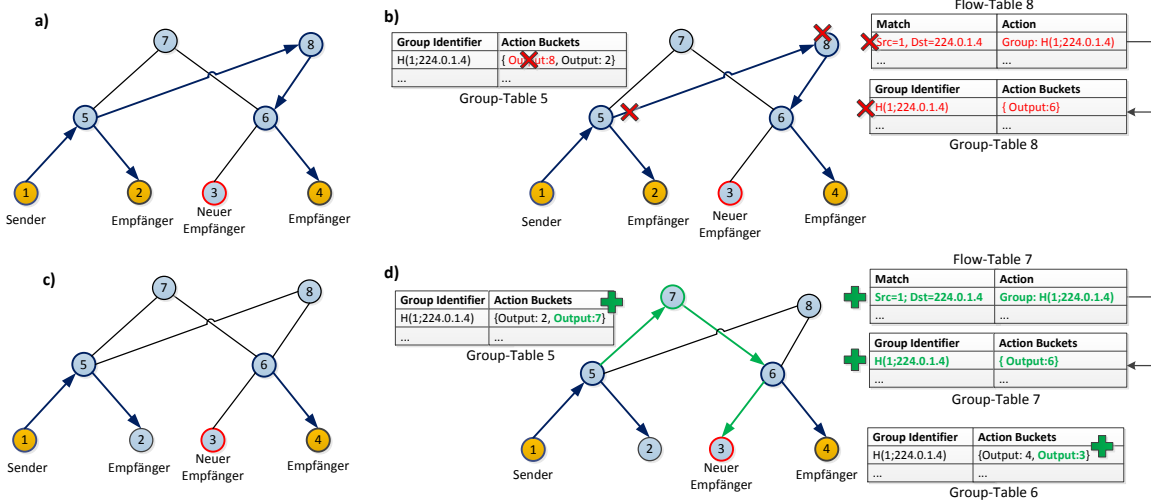 a)
7
8
5
6
1
2
3
4
Sender
Empfänger
Neuer
Empfänger
Empfänger
b)
Group Identifier Action Buckets
H(1;224.0.1.4) { Output:8, Output: 2}
... ...
Group-Table 5
7
8
5
6
1
2
3
4
Sender
Empfänger
Neuer
Empfänger
Empfänger
Flow-Table 8
Match Action
Src=1, Dst=224.0.1.4 Group: H(1;224.0.1.4)
... ...
Group Identifier Action Buckets
H(1;224.0.1.4) { Output:6}
... ...
Group-Table 8
c)
7
8
5
6
1
2
3
4
Sender
Empfänger
Neuer
Empfänger
Empfänger
d)
Group Identifier Action Buckets
H(1;224.0.1.4) {Output: 2, Output:7}
... ...
Group-Table 5
7
8
5
6
1
2
3
4
Sender
Empfänger
Neuer
Empfänger
Empfänger
Flow-Table 7
Match Action
Src=1; Dst=224.0.1.4 Group: H(1;224.0.1.4)
... ...
Group Identifier Action Buckets
H(1;224.0.1.4) { Output:6}
... ...
Group-Table 7
Group Identifier Action Buckets
H(1;224.0.1.4) {Output: 4, Output:3}
... ...
Group-Table 6